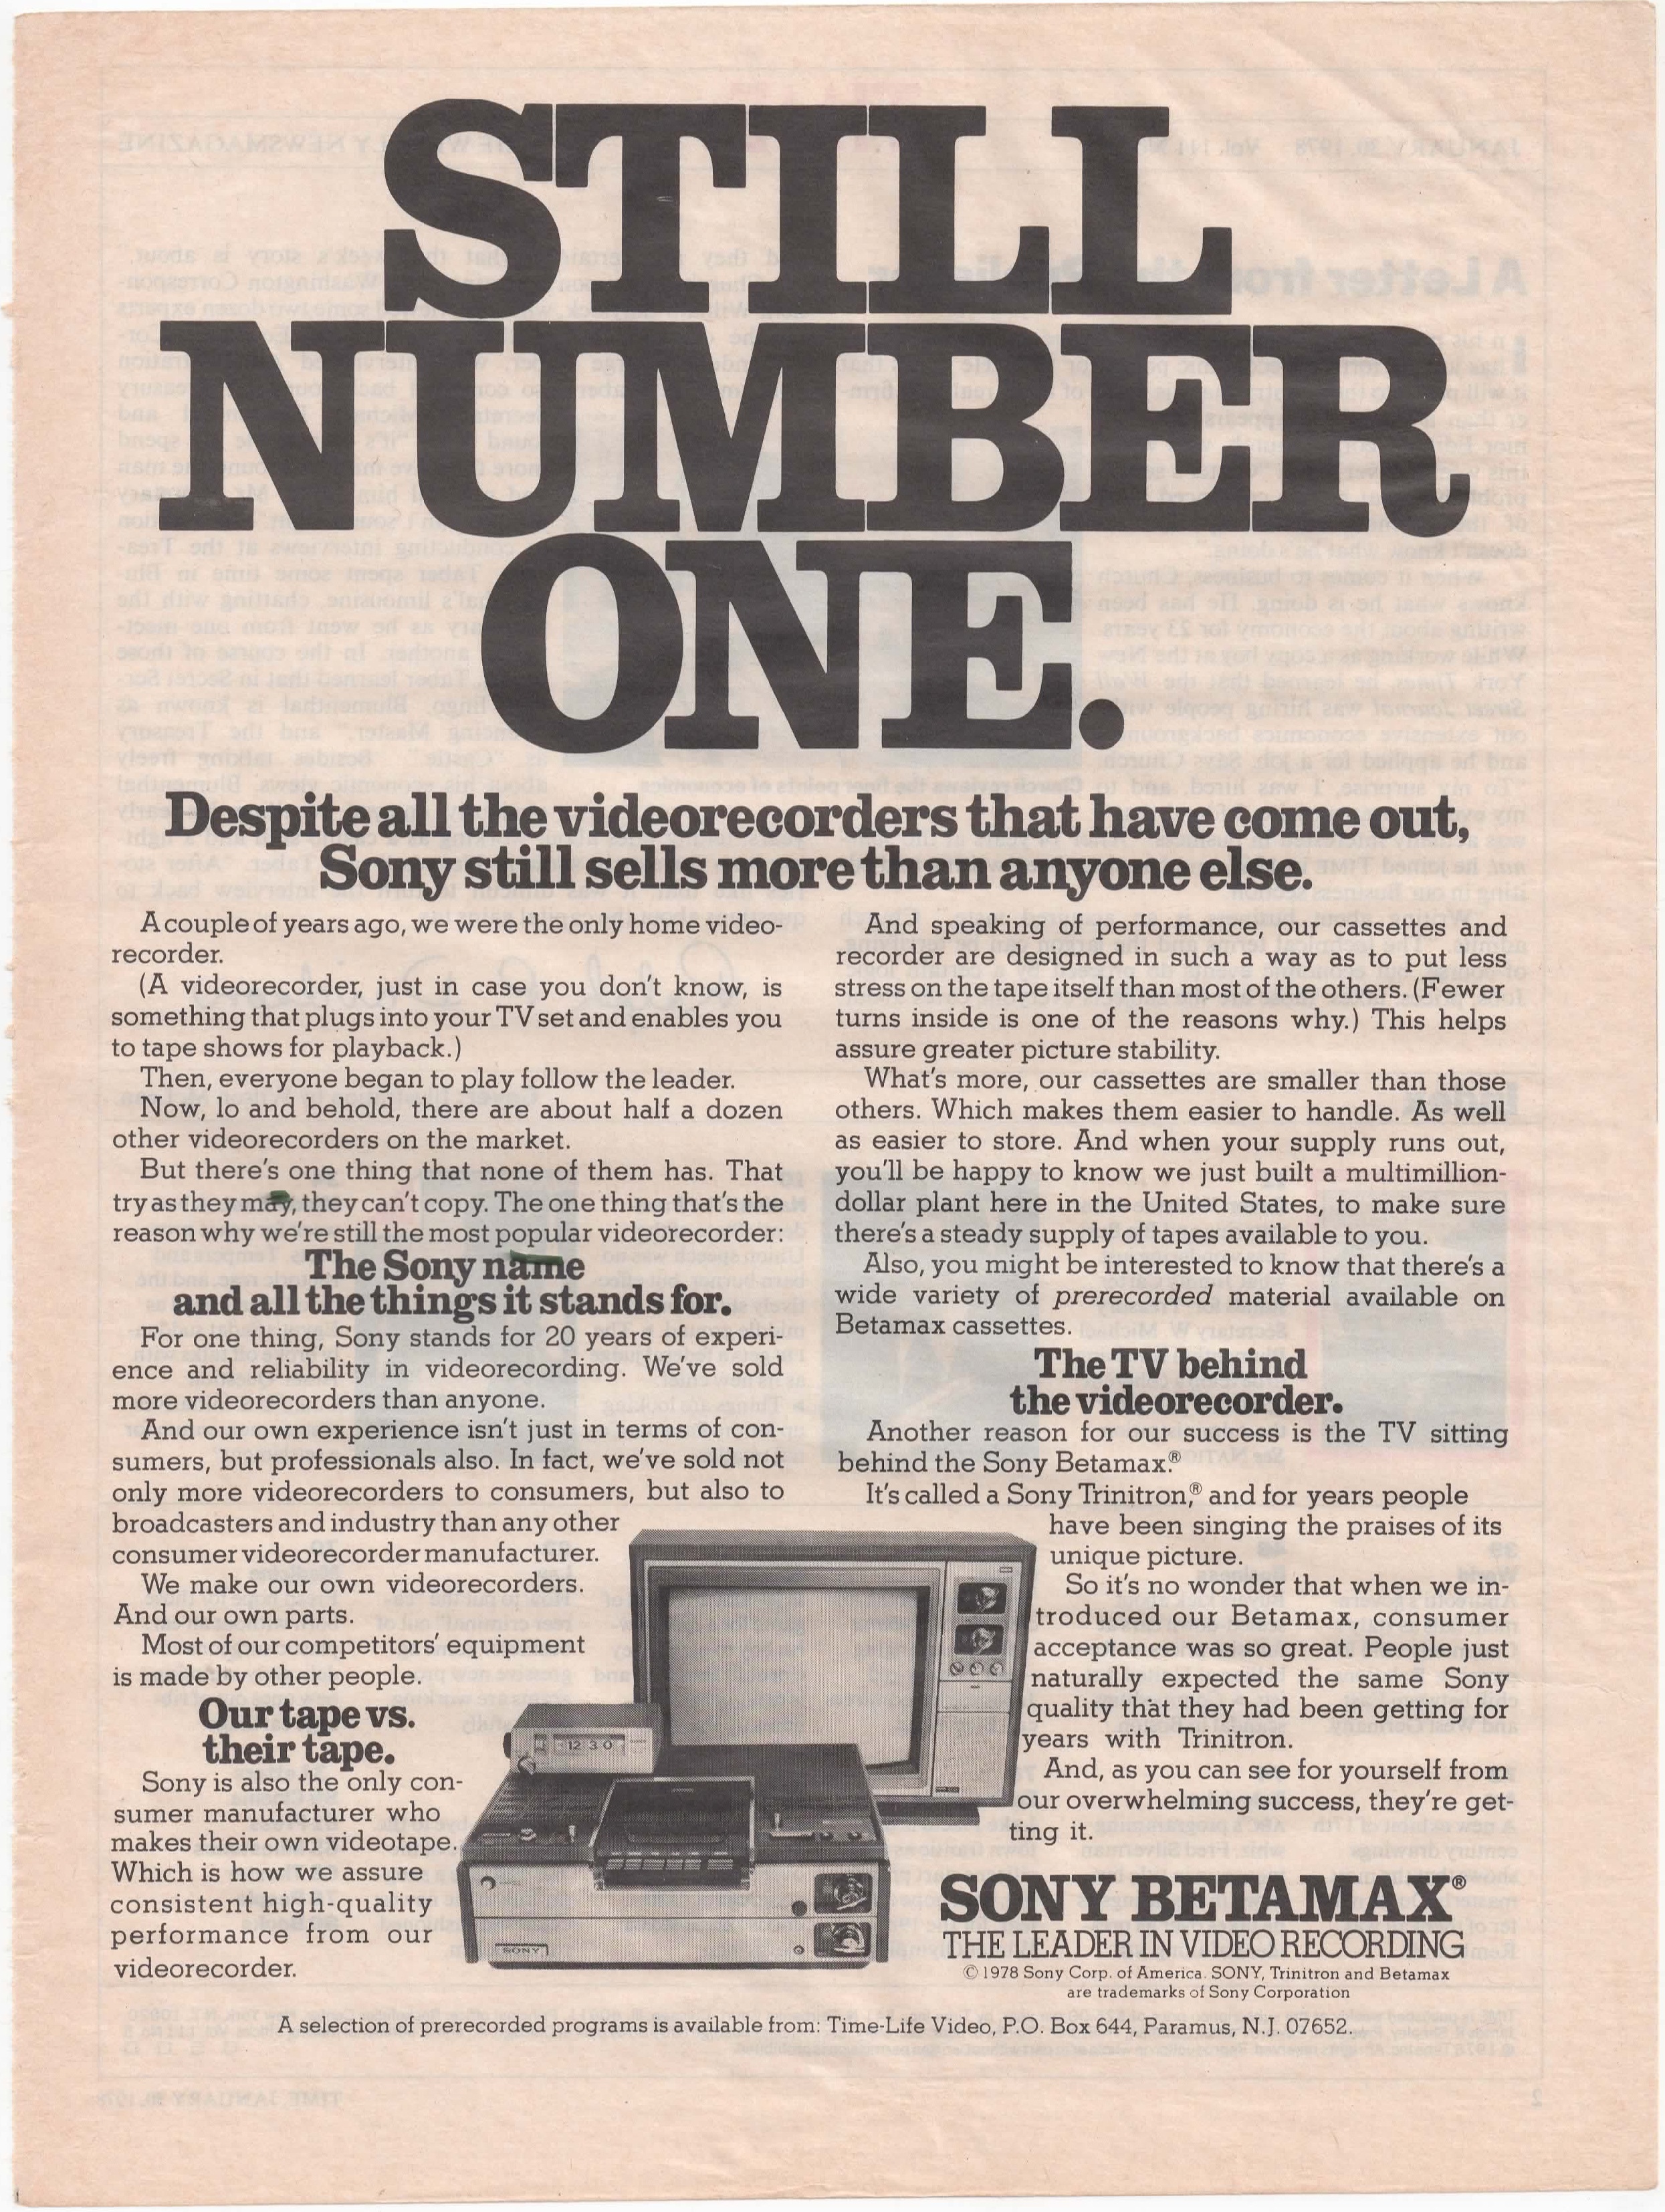 STILL
NUMBER
ONE.
Despite all the videorecorders that have come out,
Sony still sells more than anyone else.
A couple of years ago, we were the only home video-
recorder.
(A videorecorder, just in case you don't know, is
something that plugs into your TV set and enables you
to tape shows for playback.)
Then, everyone began to play follow the leader.
Now, lo and behold, there are about half a dozen
other videorecorders on the market.
But there's one thing that none of them has. That
try as they may, they can't copy. The one thing that's the
reason why we're still the most popular videorecorder:
The Sony name
and all the things it stands for.
For one thing, Sony stands for 20 years of experi-
ence and reliability in videorecording. We've sold
more videorecorders than anyone.
And our own experience isn't just in terms of con-
sumers, but professionals also. In fact, we've sold not
only more videorecorders to consumers, but also to
broadcasters and industry than any other
consumer videorecorder manufacturer.
We make our own videorecorders.
And our own parts.
Most of our competitors' equipment
is made by other people.
Our tape vs.
their tape.
Sony is also the only con-
sumer manufacturer who
makes their own videotape.
Which is how we assure
consistent high-quality
performance from our
videorecorder.
And speaking of performance, our cassettes and
recorder are designed in such a way as to put less
stress on the tape itself than most of the others. (Fewer
turns inside is one of the reasons why.) This helps
assure greater picture stability.
What's more, our cassettes are smaller than those
others. Which makes them easier to handle. As well
as easier to store. And when your supply runs out,
you'll be happy to know we just built a multimillion-
dollar plant here in the United States, to make sure
there's a steady supply of tapes available to you.
Also, you might be interested to know that there's a
wide variety of prerecorded material available on
Betamax cassettes.
The TV behind
the videorecorder.
Another reason for our success is the TV sitting
behind the Sony Betamax.®
It's called a Sony Trinitron,® and for years people
have been singing the praises of its
unique picture.
So it's no wonder that when we in-
troduced our Betamax, consumer
acceptance was so great. People just
naturally expected the same Sony
quality that they had been getting for
years with Trinitron.
And, as you can see for yourself from
our overwhelming success, they're get-
ting it.
12 30
SONY
SONY BETAMAX®
THE LEADER IN VIDEO RECORDING
© 1978 Sony Corp. of America. SONY, Trinitron and Betamax
are trademarks of Sony Corporation
A selection of prerecorded programs is available from: Time-Life Video, P.O. Box 644, Paramus, N.J. 07652.